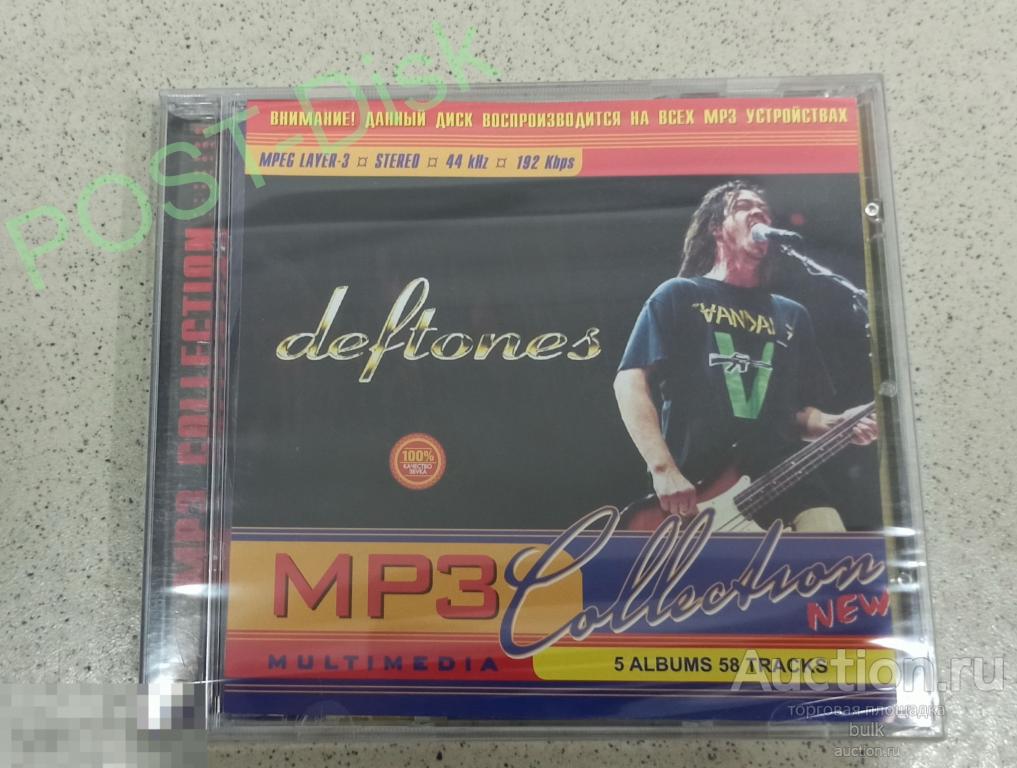 POST-Disk
ВНИМАНИЕ! ДАННЫЙ ДИСК ВОСПРОИЗВОДИТСЯ НА ВСЕХ MP3 УСТРОЙСТВАХ
MPEG LAYER-3 ¤ STEREO ¤ 44 kHz ¤ 192 Kbps
MP3 COLLECTION
deftones
100%
КАЧЕСТВО
ЗВУКА
V
MP3 Collection
NEW
MULTIMEDIA
5 ALBUMS 58 TRACKS
Auction.ru
торговая площадка
bulk
auction.ru